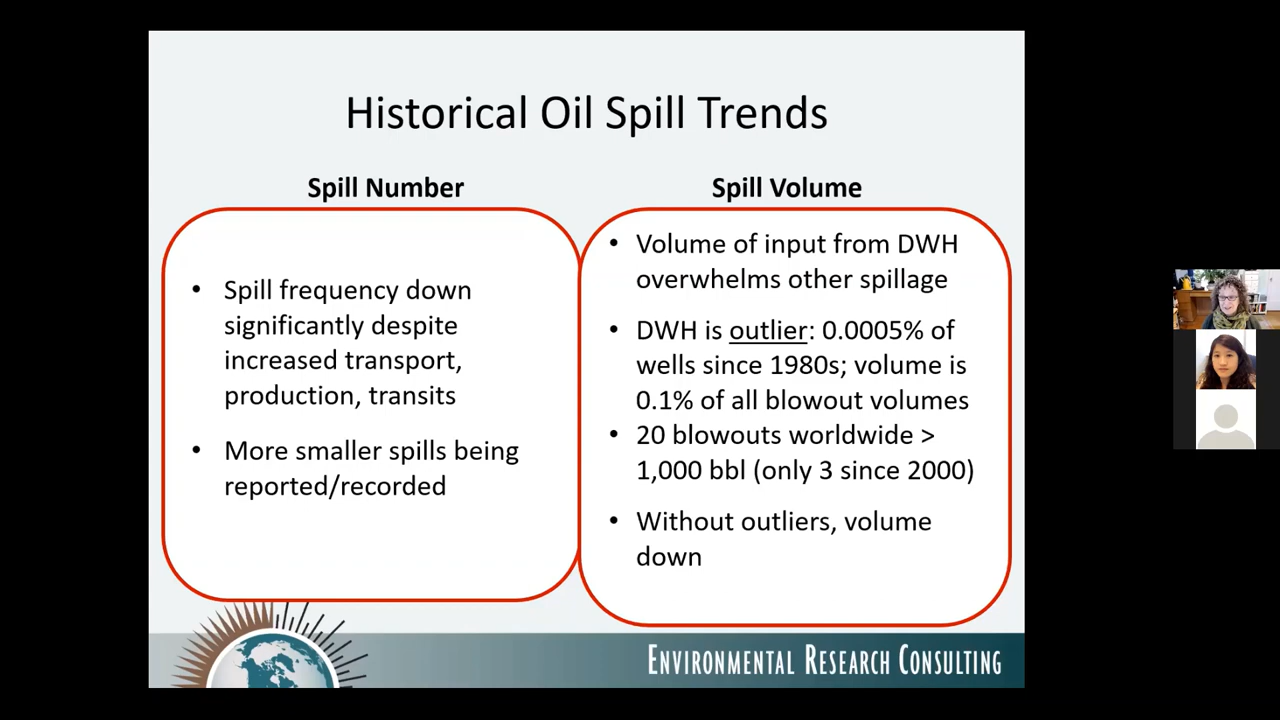 Historical Oil Spill Trends
Spill Number
• Spill frequency down
significantly despite
increased transport,
production, transits
• More smaller spills being
reported/recorded
Spill Volume
• Volume of input from DWH
overwhelms other spillage
• DWH is outlier: 0.0005% of
wells since 1980s; volume is
0.1% of all blowout volumes
• 20 blowouts worldwide >
1,000 bbl (only 3 since 2000)
• Without outliers, volume
down
ENVIRONMENTAL RESEARCH CONSULTING